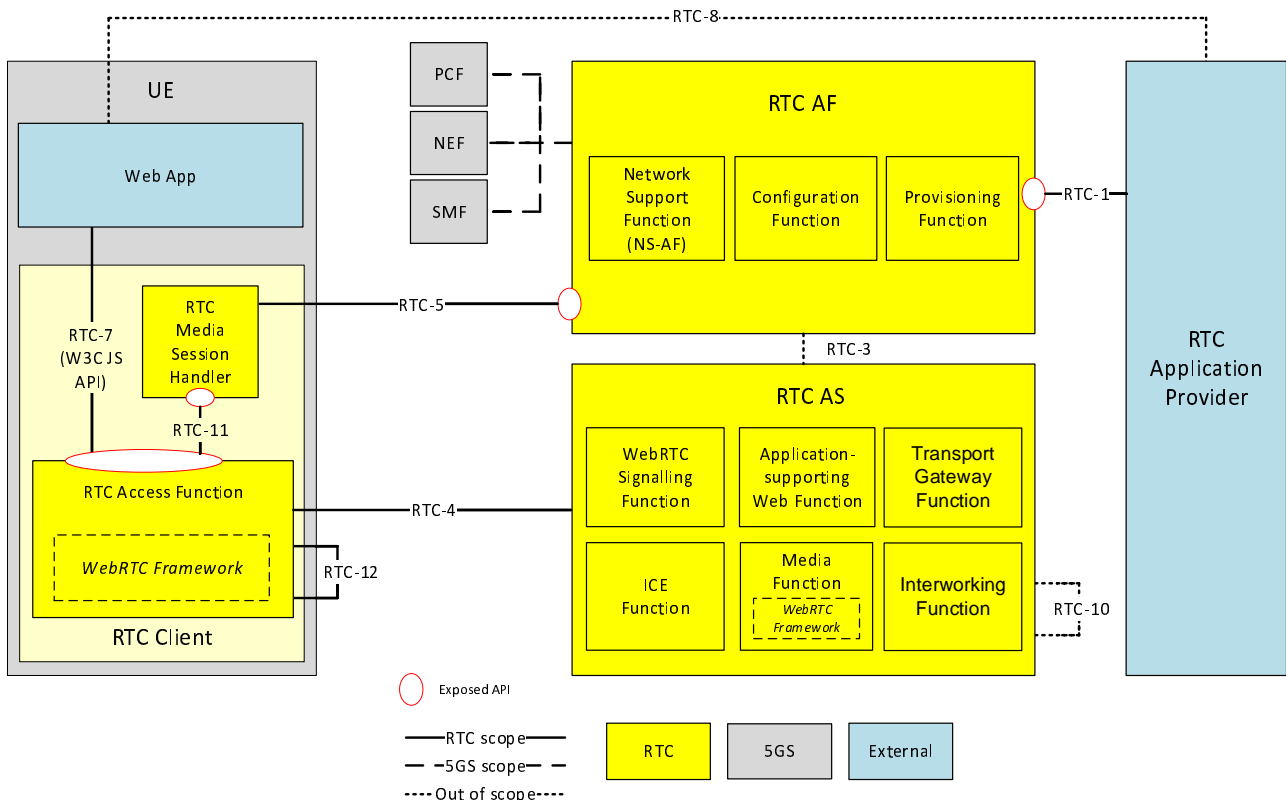 RTC-8
UE
Web App
PCF
NEF
SMF
RTC AF
Network
Support
Function
(NS-AF)
Configuration
Function
Provisioning
Function
RTC-1
RTC
Application
Provider
RTC
Media
Session
Handler
RTC-5
RTC-7
(W3C JS
API)
RTC-11
RTC-3
RTC Access Function
WebRTC Framework
RTC-12
RTC Client
RTC-4
RTC AS
WebRTC
Signalling
Function
Application-
supporting
Web Function
Transport
Gateway
Function
ICE
Function
Media
Function
WebRTC
Framework
Interworking
Function
RTC-10
Exposed API
RTC scope
5GS scope
Out of scope
RTC
5GS
External